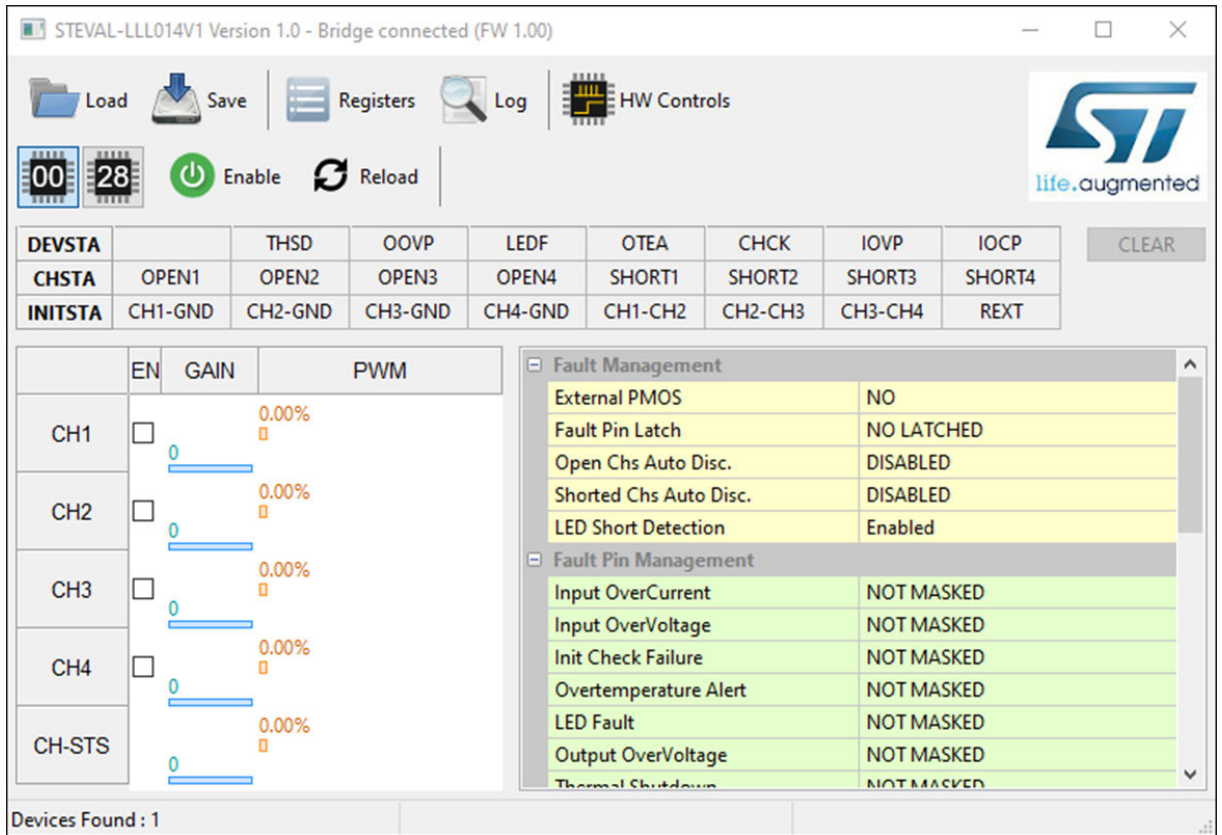 STEVAL-LLL014V1 Version 1.0 - Bridge connected (FW 1.00)
Load Save Registers Log HW Controls
ST
life.augmented
00 28 Enable Reload
DEVSTA THSD OOVP LEDF OTEA CHCK IOVP IOCP CLEAR
CHSTA OPEN1 OPEN2 OPEN3 OPEN4 SHORT1 SHORT2 SHORT3 SHORT4
INITSTA CH1-GND CH2-GND CH3-GND CH4-GND CH1-CH2 CH2-CH3 CH3-CH4 REXT
EN GAIN PWM
CH1 0.00%
0
CH2 0.00%
0
CH3 0.00%
0
CH4 0.00%
0
CH-STS 0.00%
0
Fault Management
External PMOS NO
Fault Pin Latch NO LATCHED
Open Chs Auto Disc. DISABLED
Shorted Chs Auto Disc. DISABLED
LED Short Detection Enabled
Fault Pin Management
Input OverCurrent NOT MASKED
Input OverVoltage NOT MASKED
Init Check Failure NOT MASKED
Overtemperature Alert NOT MASKED
LED Fault NOT MASKED
Output OverVoltage NOT MASKED
Thermal Shutdown NOT MASKED
Devices Found : 1